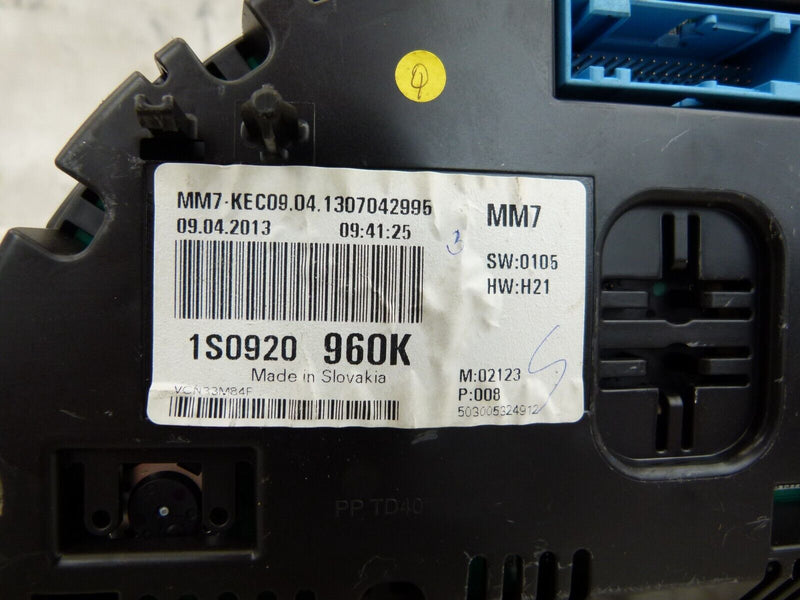 MM7-KEC09.04.1307042995
MM7
09.04.2013 09:41:25
SW:0105
HW:H21
1S0920 960K
Made in Slovakia
M:02123
P:008
503005324912
PP TD40